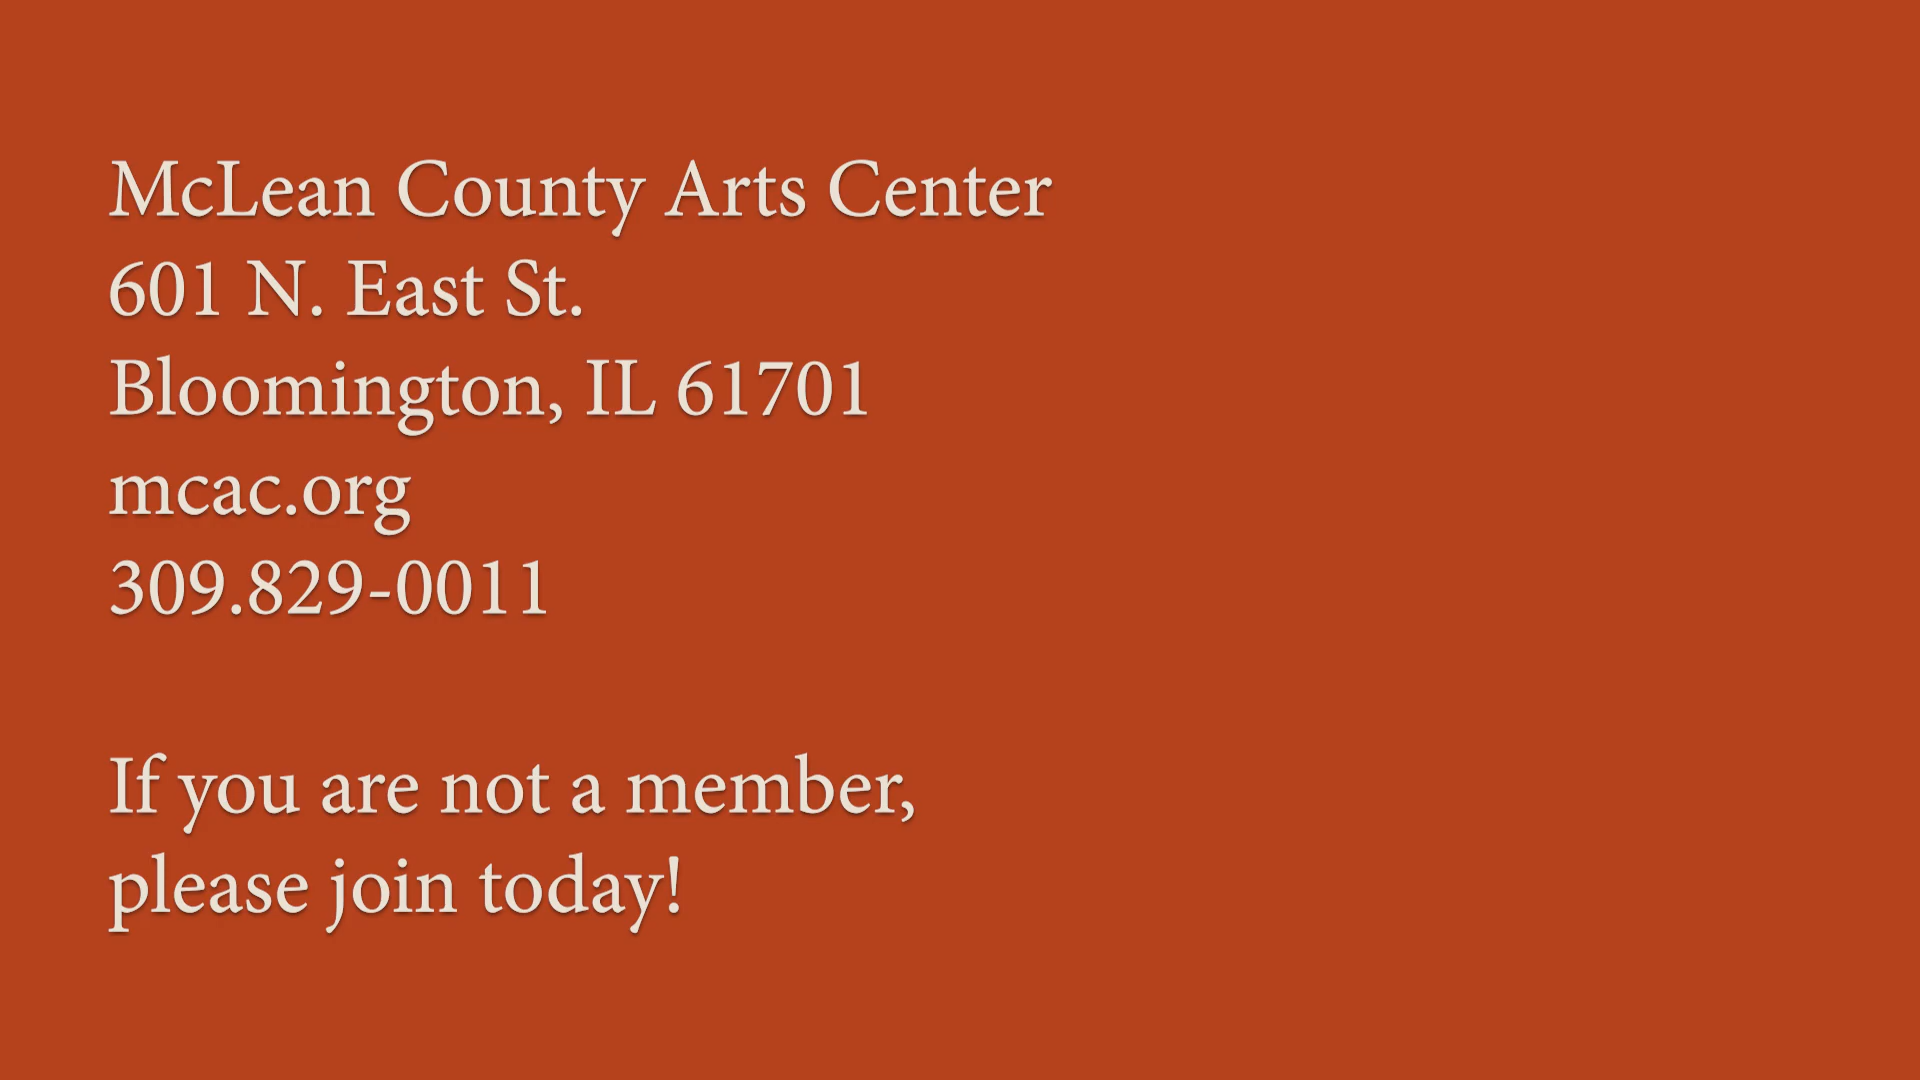 McLean County Arts Center
601 N. East St.
Bloomington, IL 61701
mcac.org
309.829-0011
If you are not a member,
please join today!